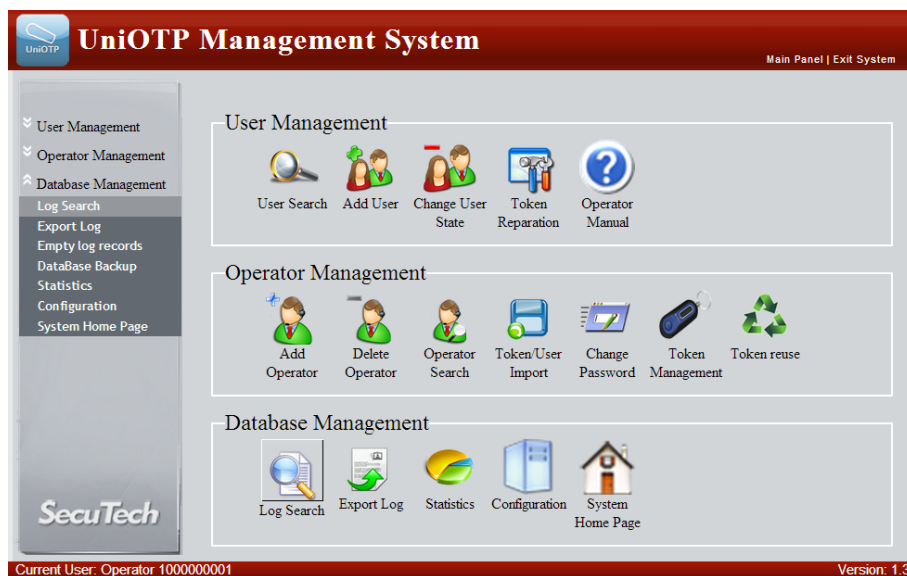 UniOTP
UniOTP Management System
Main Panel | Exit System
User Management
Operator Management
Database Management
Log Search
Export Log
Empty log records
DataBase Backup
Statistics
Configuration
System Home Page
SecuTech
User Management
User Search
Add User
Change User
State
Token
Reparation
Operator
Manual
Operator Management
Add
Operator
Delete
Operator
Operator
Search
Token/User
Import
Change
Password
Token
Management
Token reuse
Database Management
Log Search
Export Log
Statistics
Configuration
System
Home Page
Current User: Operator 1000000001
Version: 1.3